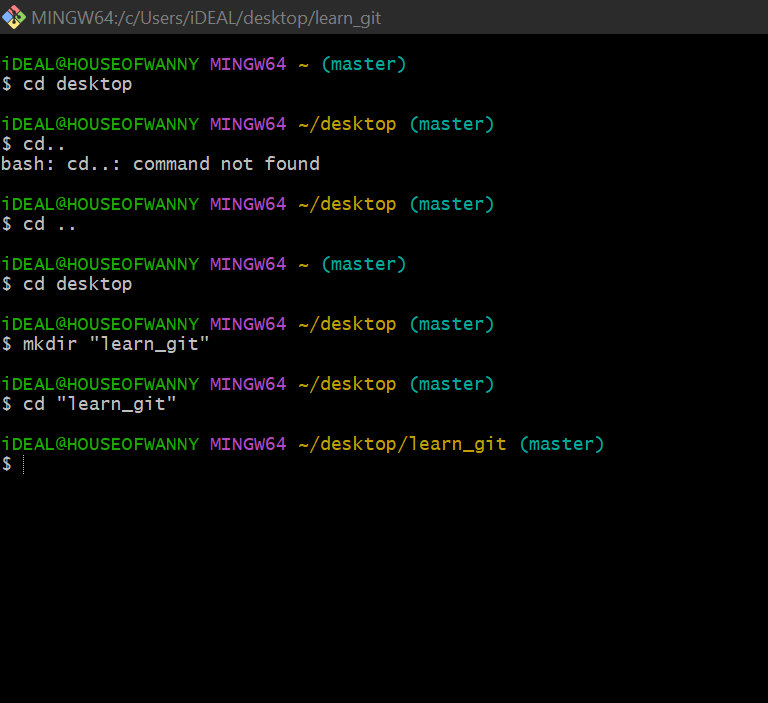 MINGW64:/c/Users/iDEAL/desktop/learn_git
iDEAL@HOUSEOFWANNY MINGW64 ~ (master)
$ cd desktop
iDEAL@HOUSEOFWANNY MINGW64 ~/desktop (master)
$ cd..
bash: cd..: command not found
iDEAL@HOUSEOFWANNY MINGW64 ~/desktop (master)
$ cd ..
iDEAL@HOUSEOFWANNY MINGW64 ~ (master)
$ cd desktop
iDEAL@HOUSEOFWANNY MINGW64 ~/desktop (master)
$ mkdir "learn_git"
iDEAL@HOUSEOFWANNY MINGW64 ~/desktop (master)
$ cd "learn_git"
iDEAL@HOUSEOFWANNY MINGW64 ~/desktop/learn_git (master)
$